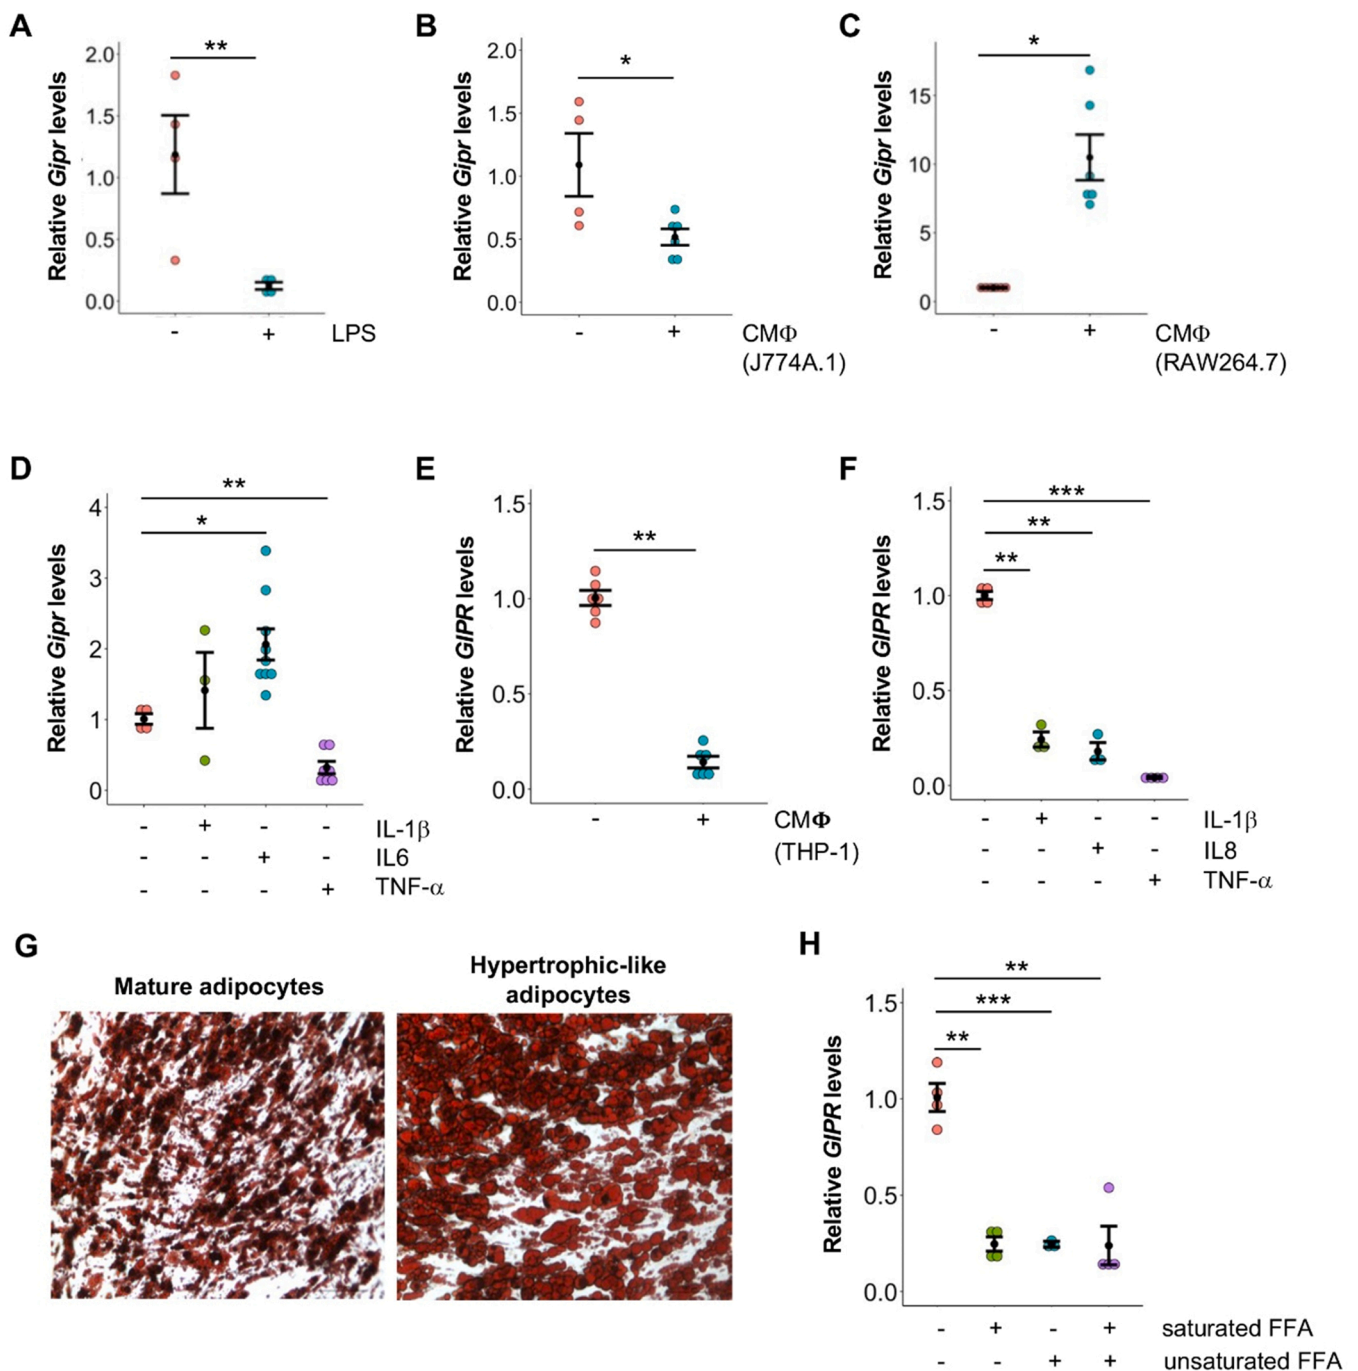 A
Relative Gipr levels
2.0
1.5
1.0
0.5
0.0
**
- + LPS
B
Relative Gipr levels
2.0
1.5
1.0
0.5
0.0
*
- + CMΦ
(J774A.1)
C
Relative Gipr levels
15
10
5
0
*
- + CMΦ
(RAW264.7)
D
Relative Gipr levels
4
3
2
1
0
**
*
- + - - IL-1β
- - + - IL6
- - - + TNF-α
E
Relative GIPR levels
1.5
1.0
0.5
0.0
**
- + CMΦ
(THP-1)
F
Relative GIPR levels
1.5
1.0
0.5
0.0
***
**
**
- + - - IL-1β
- - + - IL8
- - - + TNF-α
G
Mature adipocytes
Hypertrophic-like
adipocytes
H
Relative GIPR levels
1.5
1.0
0.5
0.0
**
***
**
- + - + saturated FFA
- - + + unsaturated FFA